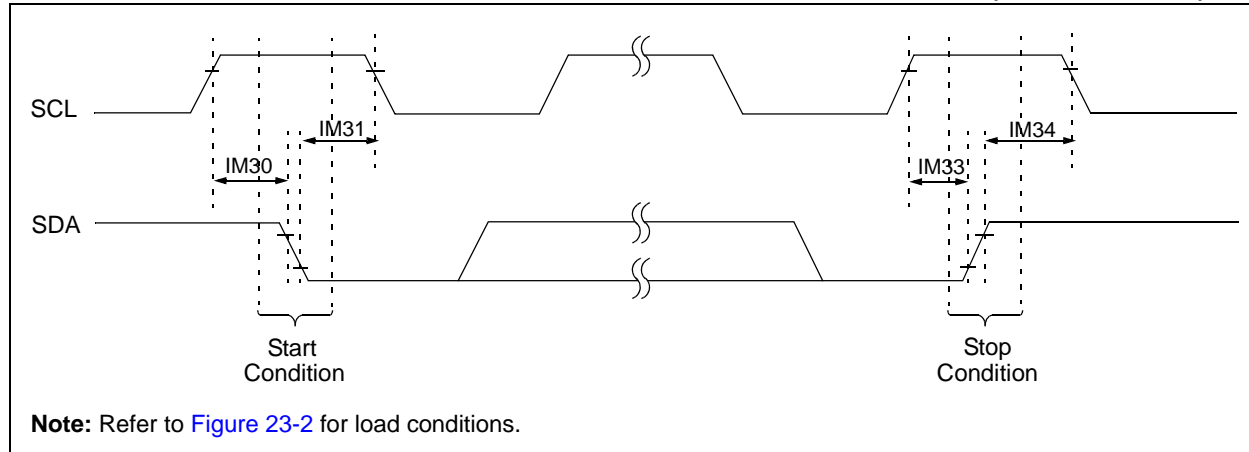 SCL
IM31
IM34
IM30
IM33
SDA
Start
Condition
Stop
Condition
Note: Refer to Figure 23-2 for load conditions.